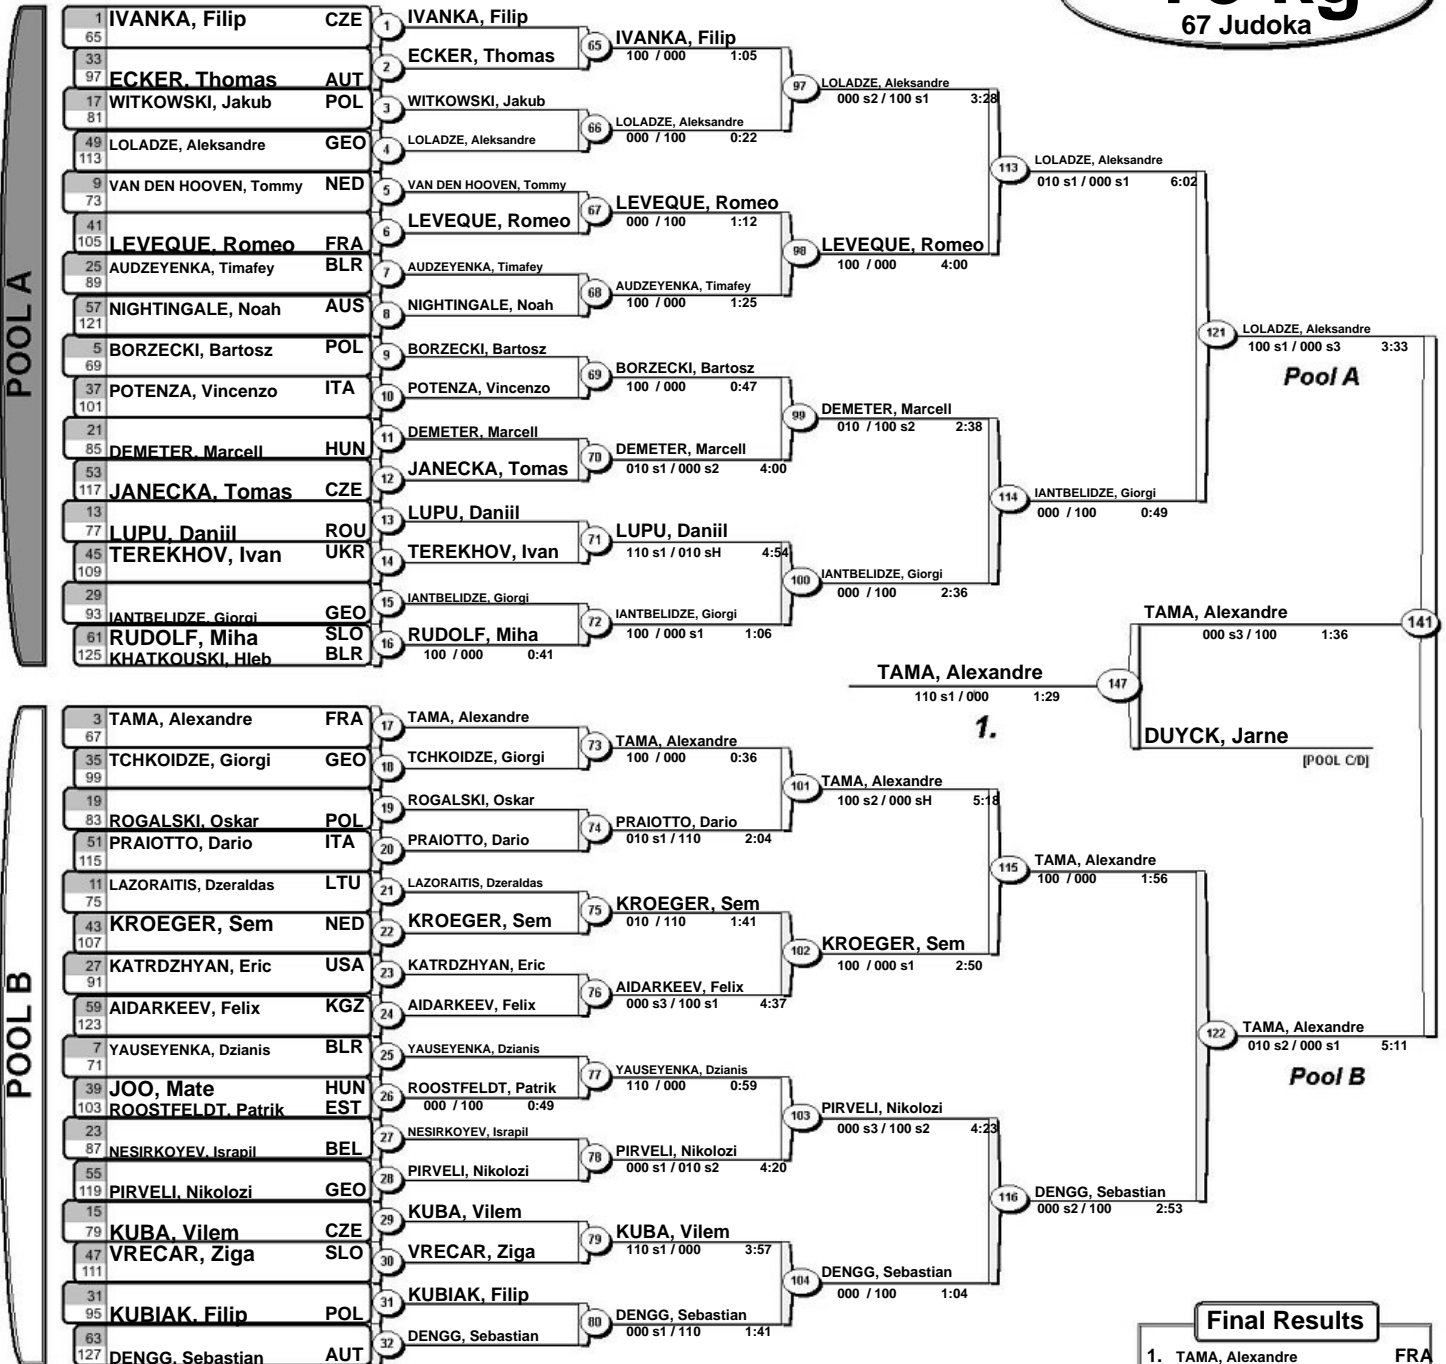 67 Judoka
POOL A
1 IVANKA, Filip CZE
65
33
97 ECKER, Thomas AUT
17 WITKOWSKI, Jakub POL
81
49 LOLADZE, Aleksandre GEO
113
9 VAN DEN HOOVEN, Tommy NED
73
41
105 LEVEQUE, Romeo FRA
25 AUDZEYENKA, Timafey BLR
89
57 NIGHTINGALE, Noah AUS
121
5 BORZECKI, Bartosz POL
69
37 POTENZA, Vincenzo ITA
101
21
85 DEMETER, Marcell HUN
53
117 JANECKA, Tomas CZE
13
77 LUPU, Daniil ROU
45 TEREKHOV, Ivan UKR
109
29
93 IANTBELIDZE, Giorgi GEO
61 RUDOLF, Miha SLO
125 KHATKOUSKI, Hleb BLR
1 IVANKA, Filip
2 ECKER, Thomas
3 WITKOWSKI, Jakub
4 LOLADZE, Aleksandre
5 VAN DEN HOOVEN, Tommy
6 LEVEQUE, Romeo
7 AUDZEYENKA, Timafey
8 NIGHTINGALE, Noah
9 BORZECKI, Bartosz
10 POTENZA, Vincenzo
11 DEMETER, Marcell
12 JANECKA, Tomas
13 LUPU, Daniil
14 TEREKHOV, Ivan
15 IANTBELIDZE, Giorgi
16 RUDOLF, Miha
100 / 000 0:41
65 IVANKA, Filip
100 / 000 1:05
66 LOLADZE, Aleksandre
000 / 100 0:22
67 LEVEQUE, Romeo
000 / 100 1:12
68 AUDZEYENKA, Timafey
100 / 000 1:25
69 BORZECKI, Bartosz
100 / 000 0:47
70 DEMETER, Marcell
010 s1 / 000 s2 4:00
71 LUPU, Daniil
110 s1 / 010 sH 4:54
72 IANTBELIDZE, Giorgi
100 / 000 s1 1:06
97 LOLADZE, Aleksandre
000 s2 / 100 s1 3:28
98 LEVEQUE, Romeo
100 / 000 4:00
99 DEMETER, Marcell
010 / 100 s2 2:38
100 IANTBELIDZE, Giorgi
000 / 100 2:36
113 LOLADZE, Aleksandre
010 s1 / 000 s1 6:02
114 IANTBELIDZE, Giorgi
000 / 100 0:49
121 LOLADZE, Aleksandre
100 s1 / 000 s3 3:33
Pool A
TAMA, Alexandre 141
000 s3 / 100 1:36
TAMA, Alexandre 147
110 s1 / 000 1:29
1.
DUYCK, Jarne
[POOL C/D]
POOL B
3 TAMA, Alexandre FRA
67
35 TCHKOIDZE, Giorgi GEO
99
19
83 ROGALSKI, Oskar POL
51 PRAIOTTO, Dario ITA
115
11 LAZORAITIS, Dzeraldas LTU
75
43 KROEGER, Sem NED
107
27 KATRDZHYAN, Eric USA
91
59 AIDARKEEV, Felix KGZ
123
7 YAUSEYENKA, Dzianis BLR
71
39 JOO, Mate HUN
103 ROOSTFELDT, Patrik EST
23
87 NESIRKOYEV, Israpil BEL
55
119 PIRVELI, Nikolozi GEO
15
79 KUBA, Vilem CZE
47 VRECAR, Ziga SLO
111
31
95 KUBIAK, Filip POL
63
127 DENGG, Sebastian AUT
17 TAMA, Alexandre
18 TCHKOIDZE, Giorgi
19 ROGALSKI, Oskar
20 PRAIOTTO, Dario
21 LAZORAITIS, Dzeraldas
22 KROEGER, Sem
23 KATRDZHYAN, Eric
24 AIDARKEEV, Felix
25 YAUSEYENKA, Dzianis
26 ROOSTFELDT, Patrik
000 / 100 0:49
27 NESIRKOYEV, Israpil
28 PIRVELI, Nikolozi
29 KUBA, Vilem
30 VRECAR, Ziga
31 KUBIAK, Filip
32 DENGG, Sebastian
73 TAMA, Alexandre
100 / 000 0:36
74 PRAIOTTO, Dario
010 s1 / 110 2:04
75 KROEGER, Sem
010 / 110 1:41
76 AIDARKEEV, Felix
000 s3 / 100 s1 4:37
77 YAUSEYENKA, Dzianis
110 / 000 0:59
78 PIRVELI, Nikolozi
000 s1 / 010 s2 4:20
79 KUBA, Vilem
110 s1 / 000 3:57
80 DENGG, Sebastian
000 s1 / 110 1:41
101 TAMA, Alexandre
100 s2 / 000 sH 5:18
102 KROEGER, Sem
100 / 000 s1 2:50
103 PIRVELI, Nikolozi
000 s3 / 100 s2 4:23
104 DENGG, Sebastian
000 / 100 1:04
115 TAMA, Alexandre
100 / 000 1:56
116 DENGG, Sebastian
000 s2 / 100 2:53
122 TAMA, Alexandre
010 s2 / 000 s1 5:11
Pool B
Final Results
1. TAMA, Alexandre FRA